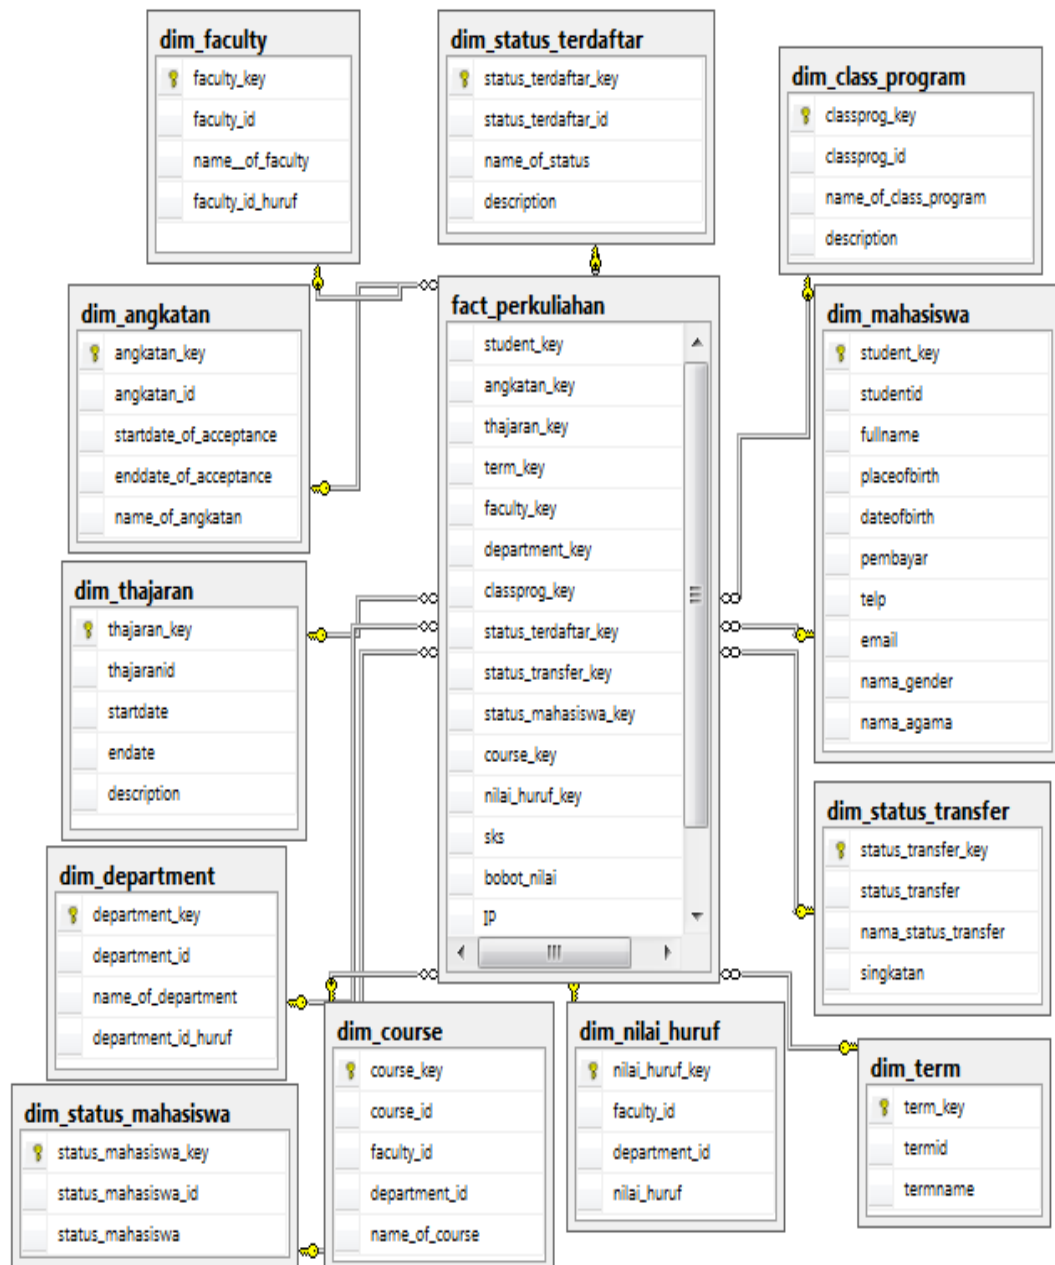 dim_faculty
faculty_key
faculty_id
name__of_faculty
faculty_id_huruf
dim_status_terdaftar
status_terdaftar_key
status_terdaftar_id
name_of_status
description
dim_class_program
classprog_key
classprog_id
name_of_class_program
description
dim_angkatan
angkatan_key
angkatan_id
startdate_of_acceptance
enddate_of_acceptance
name_of_angkatan
fact_perkuliahan
student_key
angkatan_key
thajaran_key
term_key
faculty_key
department_key
classprog_key
status_terdaftar_key
status_transfer_key
status_mahasiswa_key
course_key
nilai_huruf_key
sks
bobot_nilai
IP
dim_mahasiswa
student_key
studentid
fullname
placeofbirth
dateofbirth
pembayar
telp
email
nama_gender
nama_agama
dim_thajaran
thajaran_key
thajaranid
startdate
endate
description
dim_status_transfer
status_transfer_key
status_transfer
nama_status_transfer
singkatan
dim_department
department_key
department_id
name_of_department
department_id_huruf
dim_course
course_key
course_id
faculty_id
department_id
name_of_course
dim_nilai_huruf
nilai_huruf_key
faculty_id
department_id
nilai_huruf
dim_term
term_key
termid
termname
dim_status_mahasiswa
status_mahasiswa_key
status_mahasiswa_id
status_mahasiswa